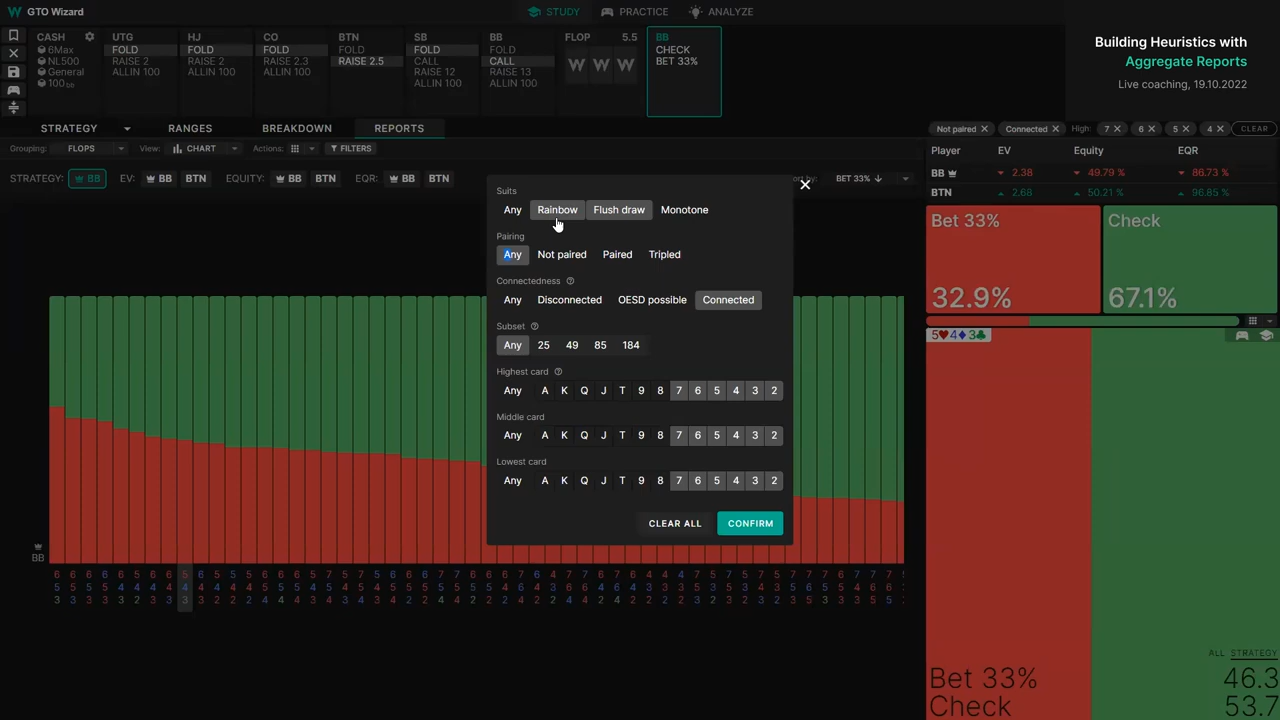 GTO Wizard
STUDY
PRACTICE
ANALYZE
CASH
6Max
NL500
General
100bb
UTG
FOLD
RAISE 2
ALLIN 100
HJ
FOLD
RAISE 2
ALLIN 100
CO
FOLD
RAISE 2.3
ALLIN 100
BTN
FOLD
RAISE 2.5
SB
FOLD
CALL
RAISE 12
ALLIN 100
BB
FOLD
CALL
RAISE 13
ALLIN 100
FLOP 5.5
BB
CHECK
BET 33%
Building Heuristics with
Aggregate Reports
Live coaching, 19.10.2022
STRATEGY
RANGES
BREAKDOWN
REPORTS
Grouping: FLOPS
View: CHART
Actions:
FILTERS
STRATEGY: BB
EV: BB BTN
EQUITY: BB BTN
EQR: BB BTN
BET 33%
Suits
Any Rainbow Flush draw Monotone
Pairing
Any Not paired Paired Tripled
Connectedness
Any Disconnected OESD possible Connected
Subset
Any 25 49 85 184
Highest card
Any A K Q J T 9 8 7 6 5 4 3 2
Middle card
Any A K Q J T 9 8 7 6 5 4 3 2
Lowest card
Any A K Q J T 9 8 7 6 5 4 3 2
CLEAR ALL CONFIRM
BB
Not paired Connected High: 7 6 5 4 CLEAR
Player EV Equity EQR
BB 2.38 49.79 % 86.73 %
BTN 2.68 50.21 % 96.85 %
Bet 33%
32.9%
Check
67.1%
5♥4♦3♣
ALL STRATEGY
Bet 33% 46.3
Check 53.7